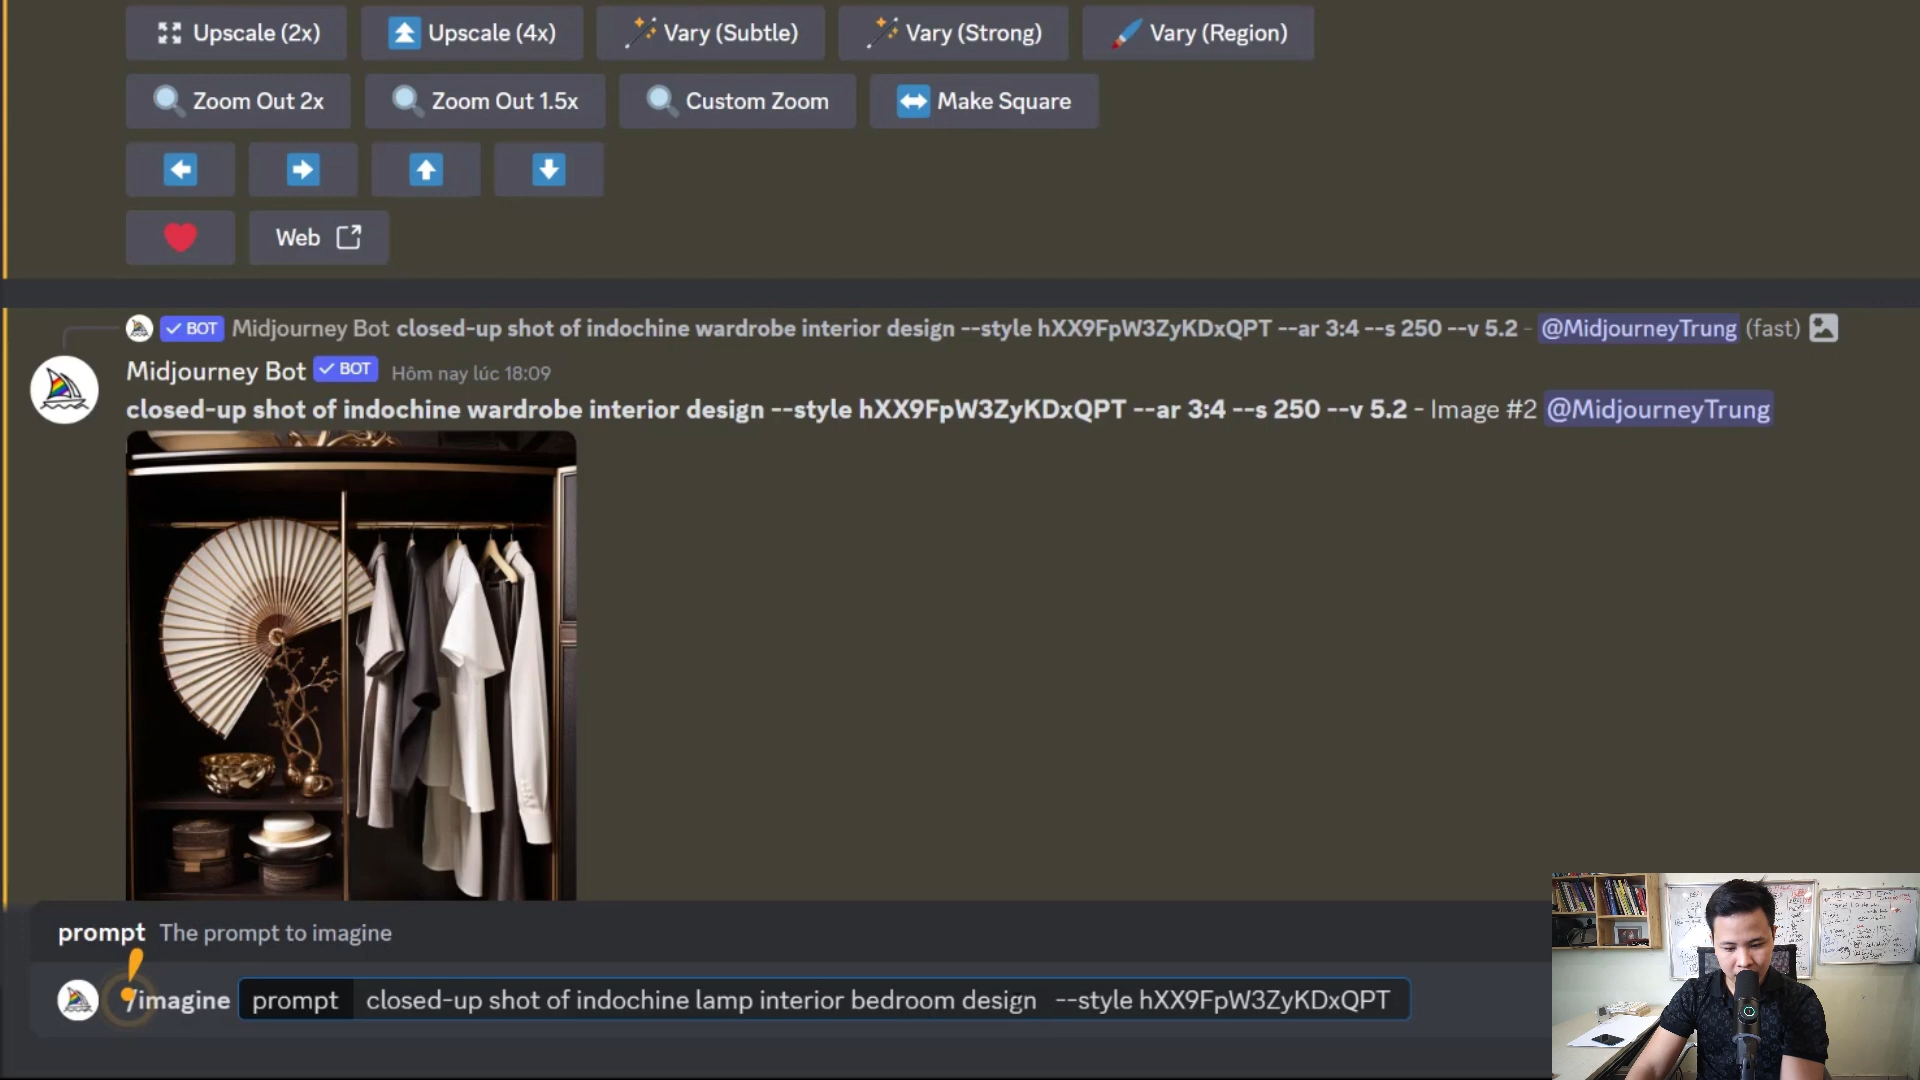 Upscale (2x) Upscale (4x) Vary (Subtle) Vary (Strong) Vary (Region)
Zoom Out 2x Zoom Out 1.5x Custom Zoom Make Square
Web
BOT Midjourney Bot closed-up shot of indochine wardrobe interior design --style hXX9FpW3ZyKDxQPT --ar 3:4 --s 250 --v 5.2 - @MidjourneyTrung (fast)
Midjourney Bot BOT Hôm nay lúc 18:09
closed-up shot of indochine wardrobe interior design --style hXX9FpW3ZyKDxQPT --ar 3:4 --s 250 --v 5.2 - Image #2 @MidjourneyTrung
prompt The prompt to imagine
/imagine prompt closed-up shot of indochine lamp interior bedroom design --style hXX9FpW3ZyKDxQPT